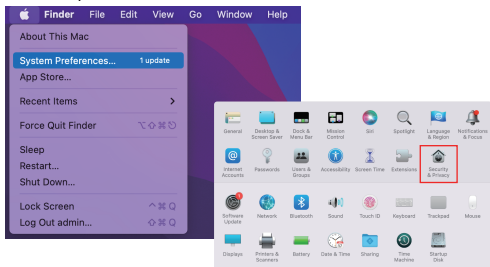 Finder File Edit View Go Window Help
About This Mac
System Preferences... 1 update
App Store...
Recent Items
Force Quit Finder ⌥⇧⌘⎋
Sleep
Restart...
Shut Down...
Lock Screen ^⌘Q
Log Out admin... ⇧⌘Q
General Desktop & Screen Saver Dock & Menu Bar Mission Control Siri Spotlight Language & Region Notifications & Focus
Internet Accounts Passwords Users & Groups Accessibility Screen Time Extensions Security & Privacy
Software Update Network Bluetooth Sound Touch ID Keyboard Trackpad Mouse
Displays Printers & Scanners Battery Date & Time Sharing Time Machine Startup Disk